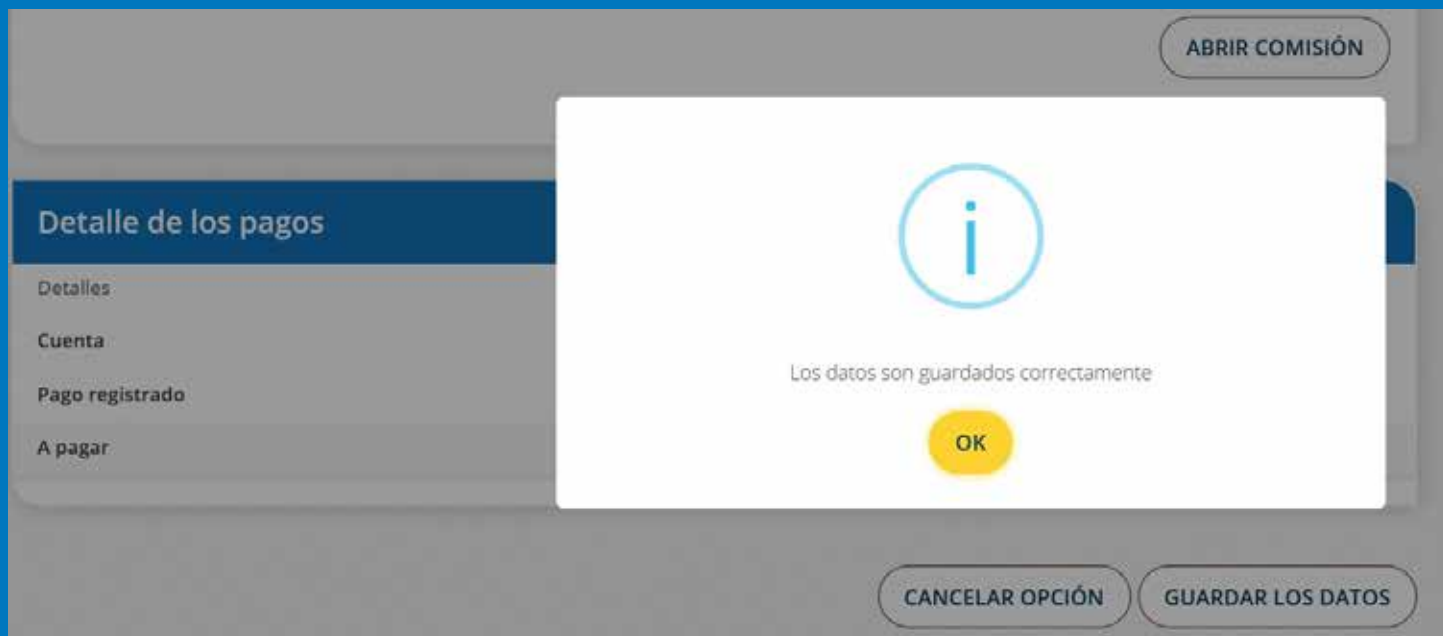 ABRIR COMISIÓN
Detalle de los pagos
Detalles
Cuenta
Pago registrado
A pagar
i
Los datos son guardados correctamente
OK
CANCELAR OPCIÓN
GUARDAR LOS DATOS